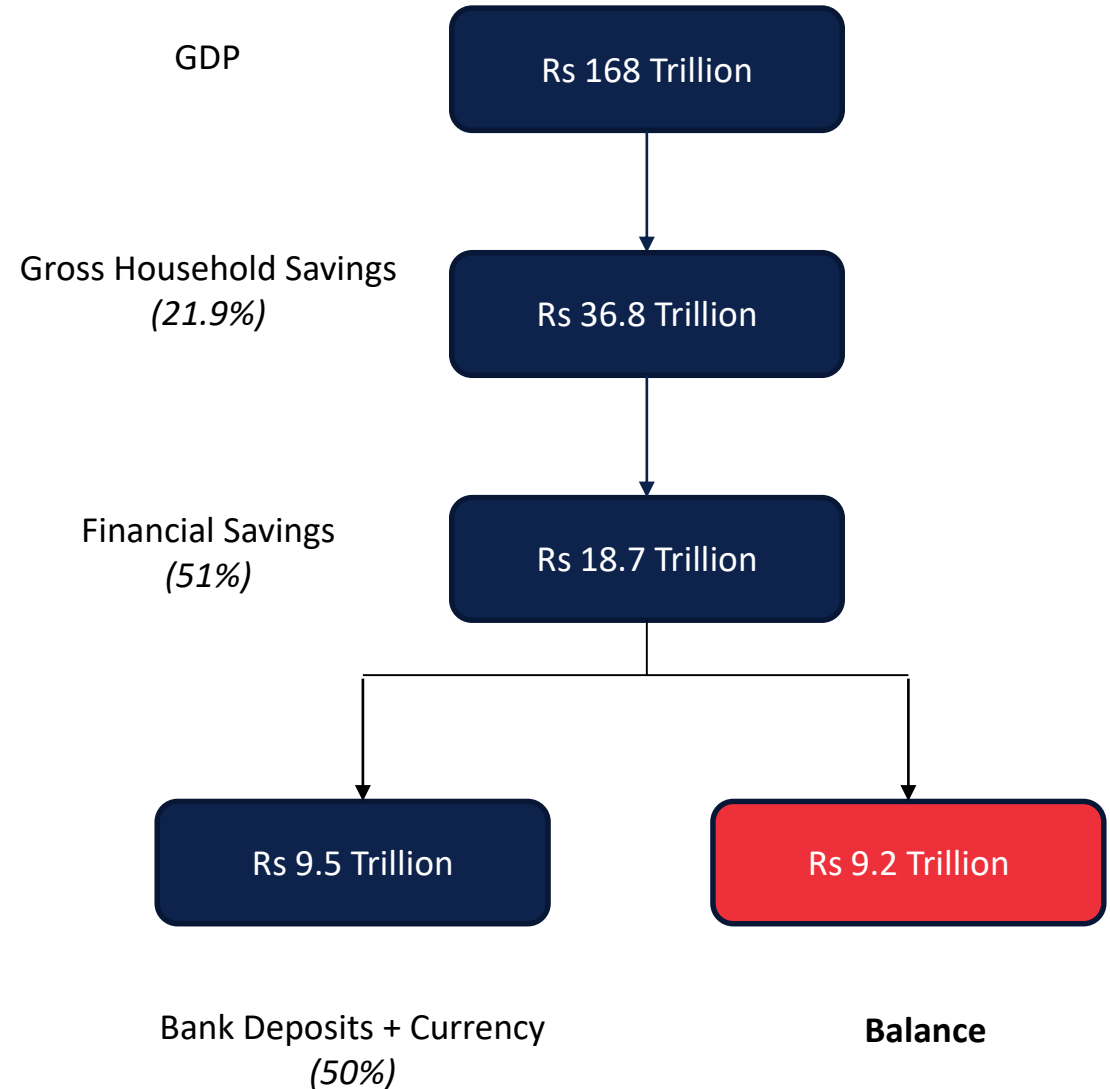 GDP
Rs 168 Trillion
Gross Household Savings
(21.9%)
Rs 36.8 Trillion
Financial Savings
(51%)
Rs 18.7 Trillion
Rs 9.5 Trillion
Rs 9.2 Trillion
Bank Deposits + Currency
(50%)
Balance